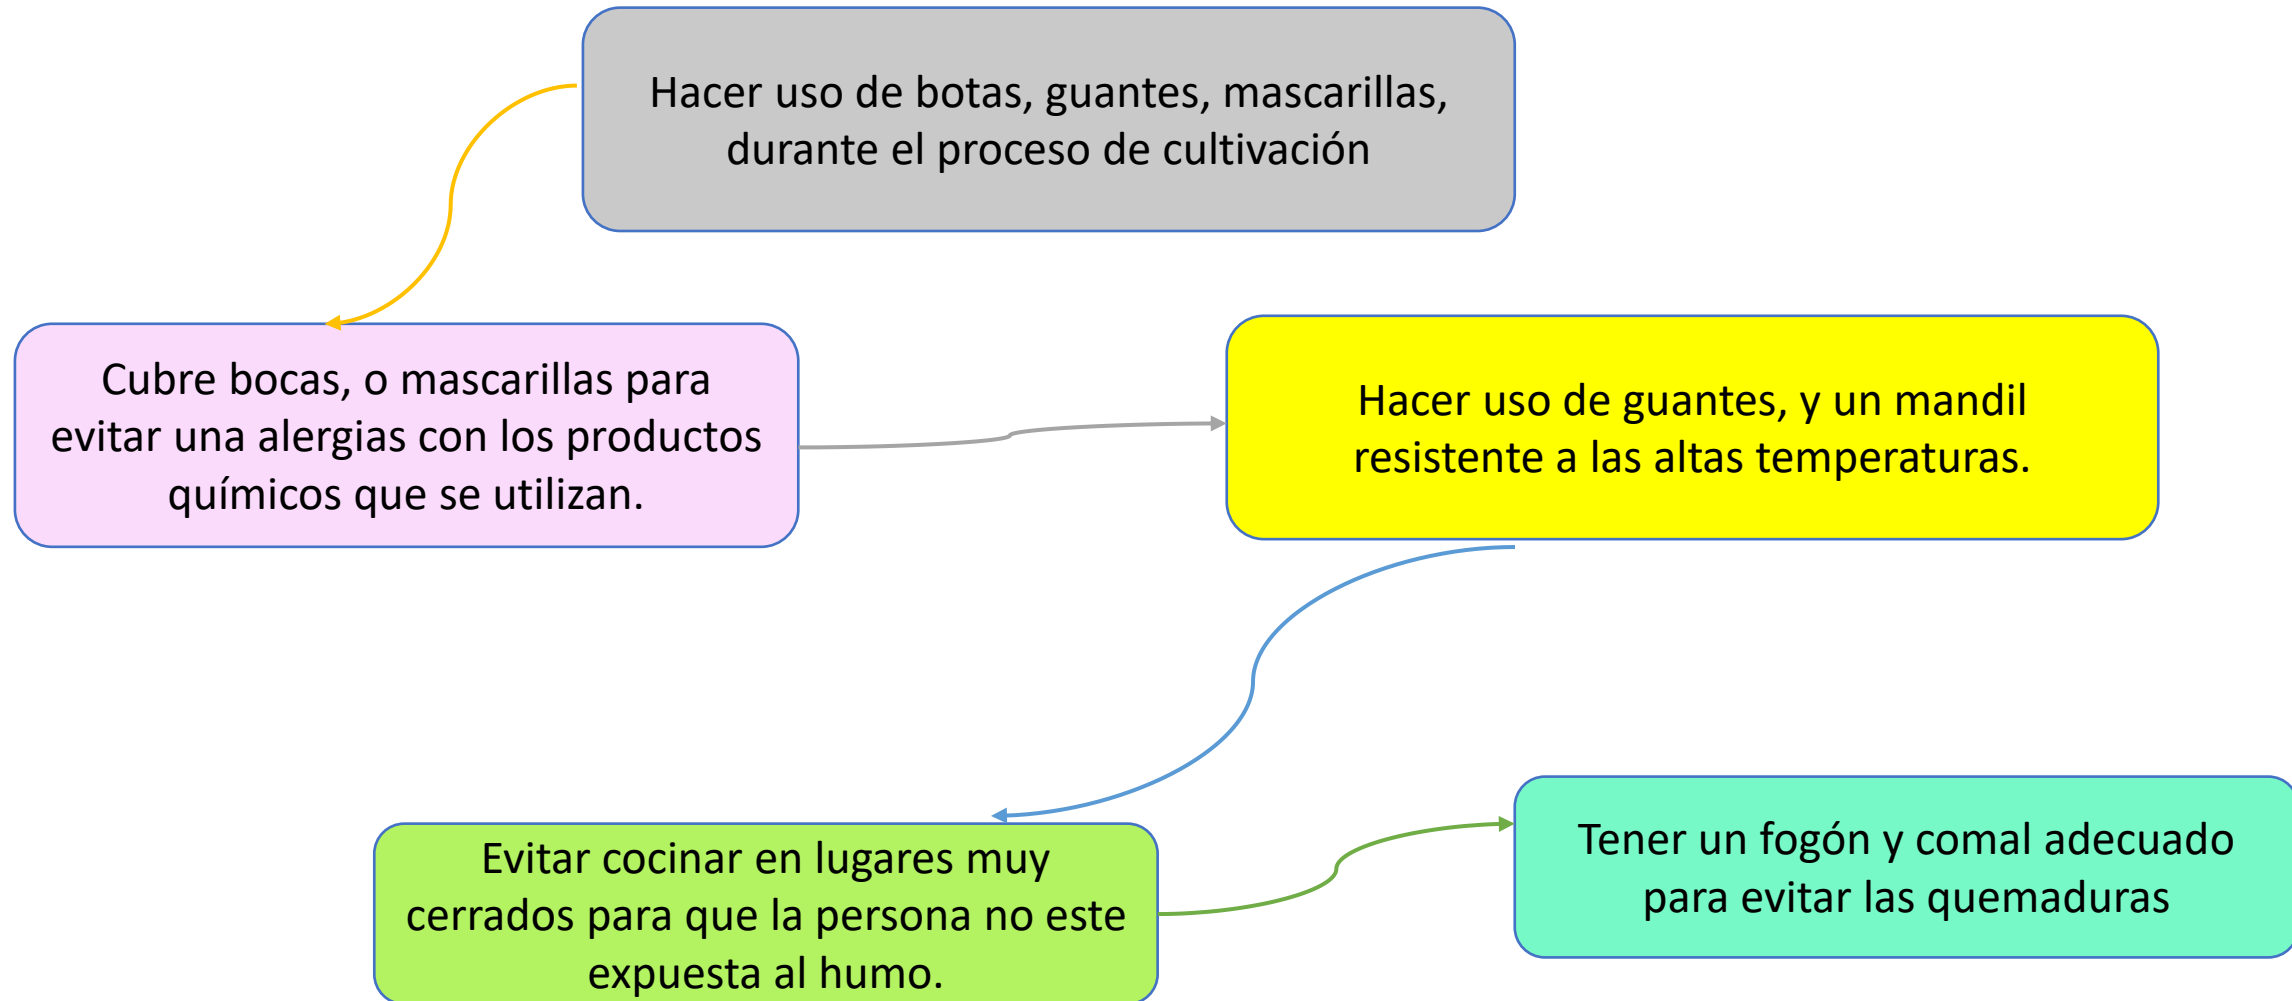 Hacer uso de botas, guantes, mascarillas,
durante el proceso de cultivación
Cubre bocas, o mascarillas para
evitar una alergias con los productos
químicos que se utilizan.
Hacer uso de guantes, y un mandil
resistente a las altas temperaturas.
Evitar cocinar en lugares muy
cerrados para que la persona no este
expuesta al humo.
Tener un fogón y comal adecuado
para evitar las quemaduras